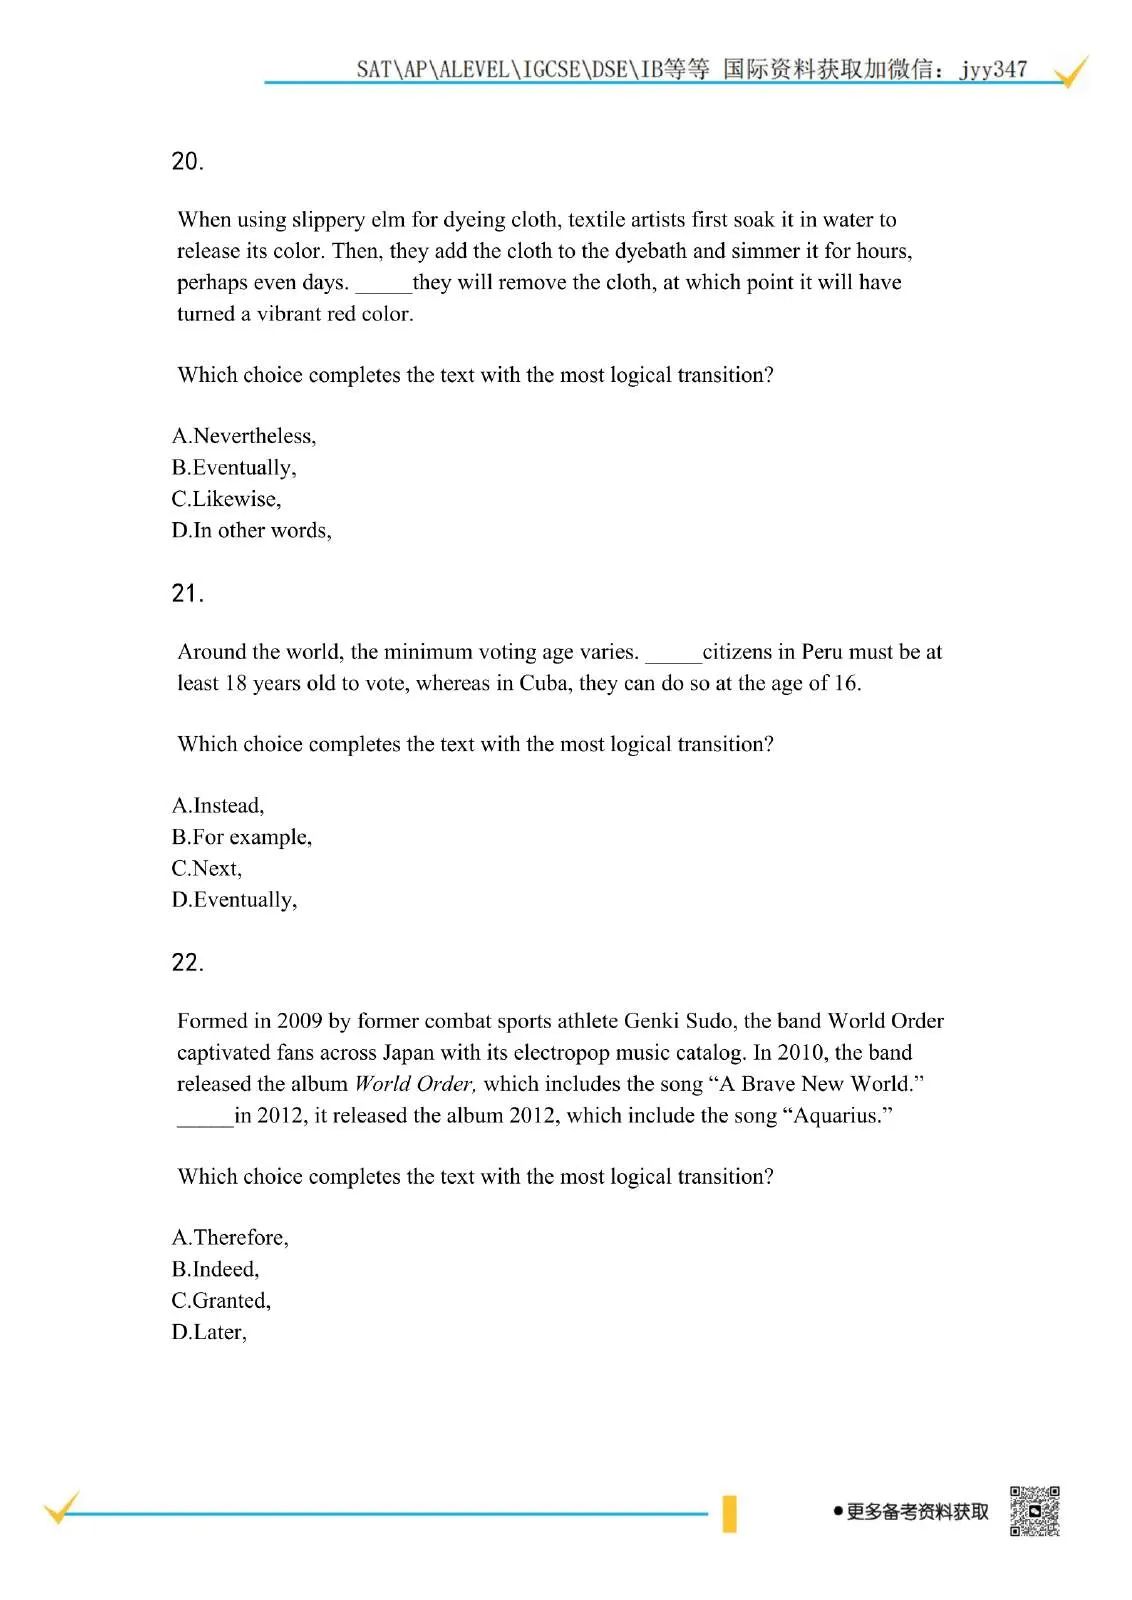 SAT\AP\ALEVEL\IGCSE\DSE\IB等等 国际资料获取加微信：jyy347
20.
When using slippery elm for dyeing cloth, textile artists first soak it in water to
release its color. Then, they add the cloth to the dyebath and simmer it for hours,
perhaps even days. _____they will remove the cloth, at which point it will have
turned a vibrant red color.
Which choice completes the text with the most logical transition?
A.Nevertheless,
B.Eventually,
C.Likewise,
D.In other words,
21.
Around the world, the minimum voting age varies. _____citizens in Peru must be at
least 18 years old to vote, whereas in Cuba, they can do so at the age of 16.
Which choice completes the text with the most logical transition?
A.Instead,
B.For example,
C.Next,
D.Eventually,
22.
Formed in 2009 by former combat sports athlete Genki Sudo, the band World Order
captivated fans across Japan with its electropop music catalog. In 2010, the band
released the album World Order, which includes the song “A Brave New World.”
_____in 2012, it released the album 2012, which include the song “Aquarius.”
Which choice completes the text with the most logical transition?
A.Therefore,
B.Indeed,
C.Granted,
D.Later,
●更多备考资料获取